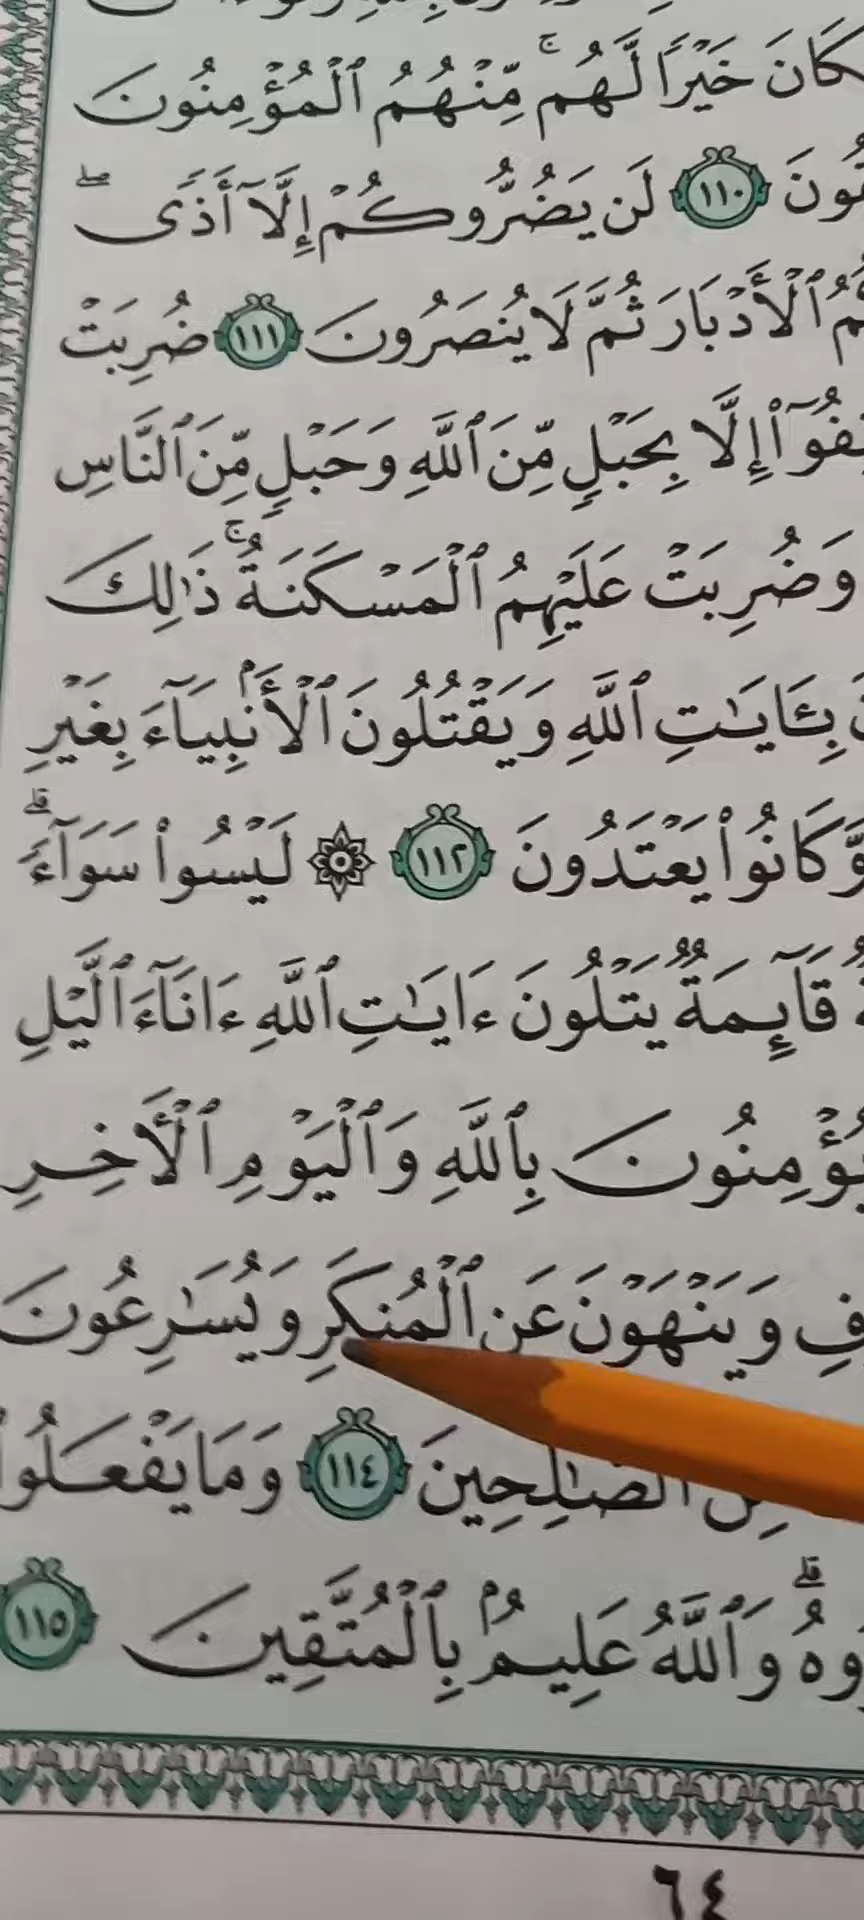 كَانَ خَيْرًا لَّهُم ۚ مِّنْهُمُ ٱلْمُؤْمِنُونَ
١١٠ لَن يَضُرُّوكُمْ إِلَّآ أَذًى ۖ
ٱلْأَدْبَارَ ثُمَّ لَا يُنصَرُونَ ١١١ ضُرِبَتْ
إِلَّا بِحَبْلٍ مِّنَ ٱللَّهِ وَحَبْلٍ مِّنَ ٱلنَّاسِ
وَضُرِبَتْ عَلَيْهِمُ ٱلْمَسْكَنَةُ ۚ ذَٰلِكَ
بِـَٔايَـٰتِ ٱللَّهِ وَيَقْتُلُونَ ٱلْأَنۢبِيَآءَ بِغَيْرِ
وَّكَانُوا۟ يَعْتَدُونَ ١١٢ ۞ لَيْسُوا۟ سَوَآءً ۗ
قَآئِمَةٌ يَتْلُونَ ءَايَـٰتِ ٱللَّهِ ءَانَآءَ ٱلَّيْلِ
يُؤْمِنُونَ بِٱللَّهِ وَٱلْيَوْمِ ٱلْـَٔاخِرِ
وَيَنْهَوْنَ عَنِ ٱلْمُنكَرِ وَيُسَـٰرِعُونَ
ٱلصَّـٰلِحِينَ ١١٤ وَمَا يَفْعَلُوا۟
ۗ وَٱللَّهُ عَلِيمٌۢ بِٱلْمُتَّقِينَ ١١٥
٦٤